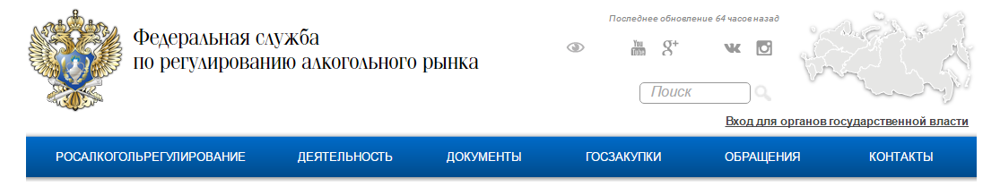 Последнее обновление 64 часов назад
Федеральная служба
по регулированию алкогольного рынка
You Tube g+
Поиск
Вход для органов государственной власти
РОСАЛКОГОЛЬРЕГУЛИРОВАНИЕ ДЕЯТЕЛЬНОСТЬ ДОКУМЕНТЫ ГОСЗАКУПКИ ОБРАЩЕНИЯ КОНТАКТЫ